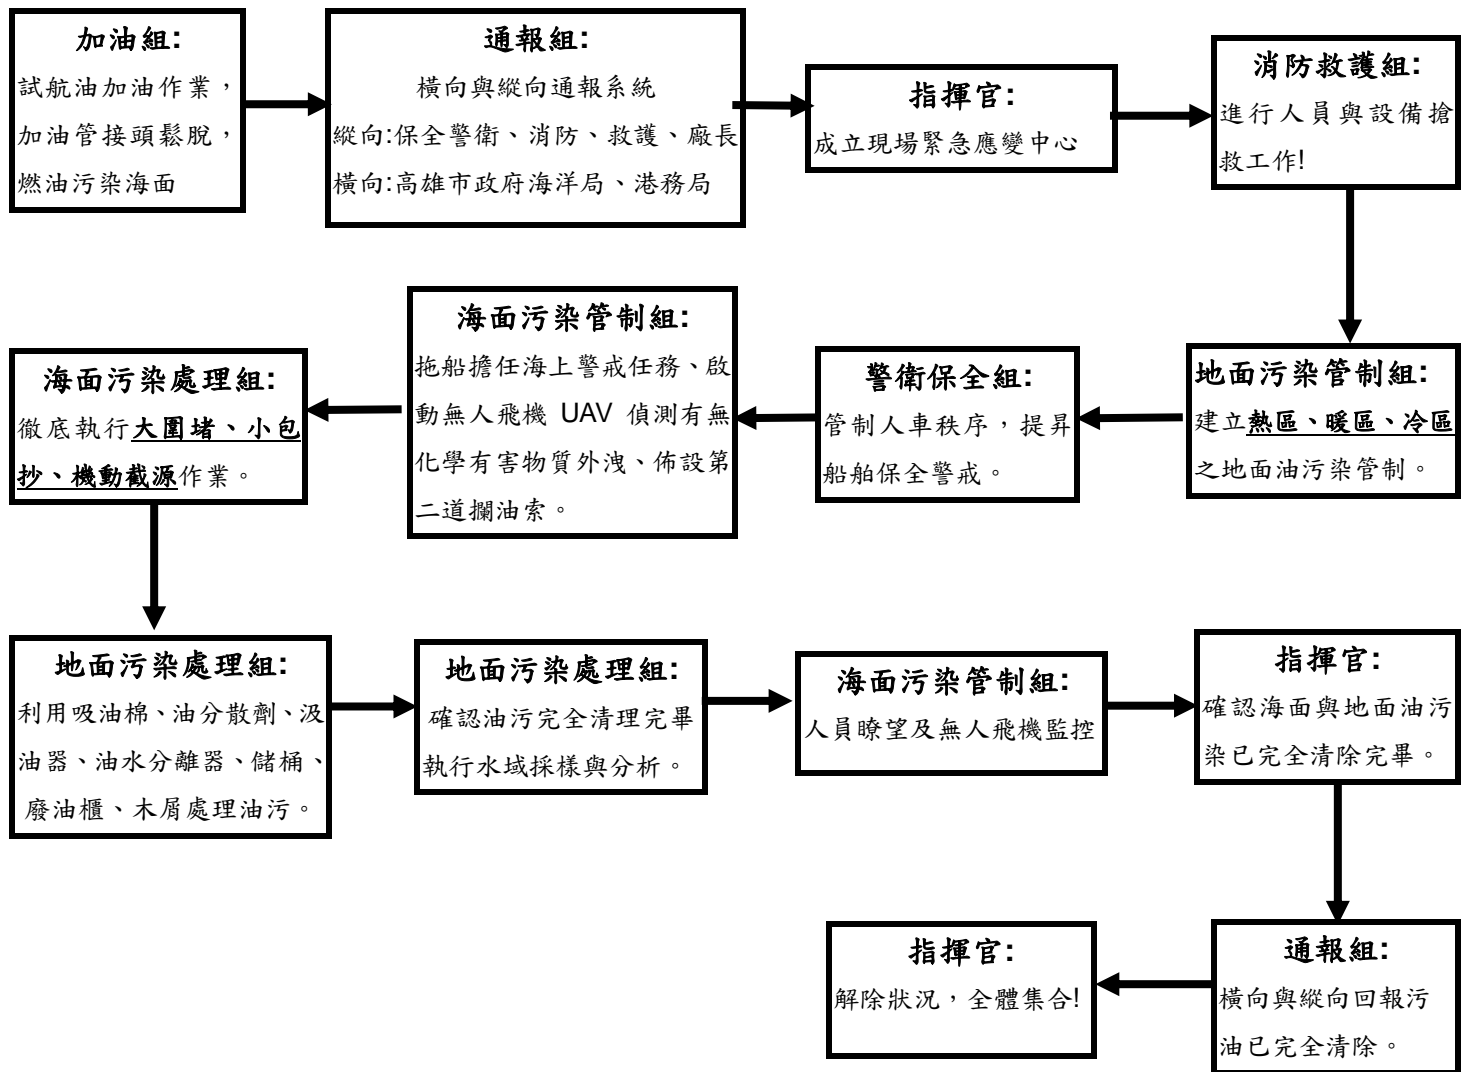 加油組:
試航油加油作業，
加油管接頭鬆脫，
燃油污染海面
通報組:
橫向與縱向通報系統
縱向:保全警衛、消防、救護、廠長
橫向:高雄市政府海洋局、港務局
指揮官:
成立現場緊急應變中心
消防救護組:
進行人員與設備搶
救工作!
地面污染管制組:
建立熱區、暖區、冷區
之地面油污染管制。
警衛保全組:
管制人車秩序，提昇
船舶保全警戒。
海面污染管制組:
拖船擔任海上警戒任務、啟
動無人飛機 UAV 偵測有無
化學有害物質外洩、佈設第
二道攔油索。
海面污染處理組:
徹底執行大圍堵、小包
抄、機動截源作業。
地面污染處理組:
利用吸油棉、油分散劑、汲
油器、油水分離器、儲桶、
廢油櫃、木屑處理油污。
地面污染處理組:
確認油污完全清理完畢
執行水域採樣與分析。
海面污染管制組:
人員瞭望及無人飛機監控
指揮官:
確認海面與地面油污
染已完全清除完畢。
通報組:
橫向與縱向回報污
油已完全清除。
指揮官:
解除狀況，全體集合!